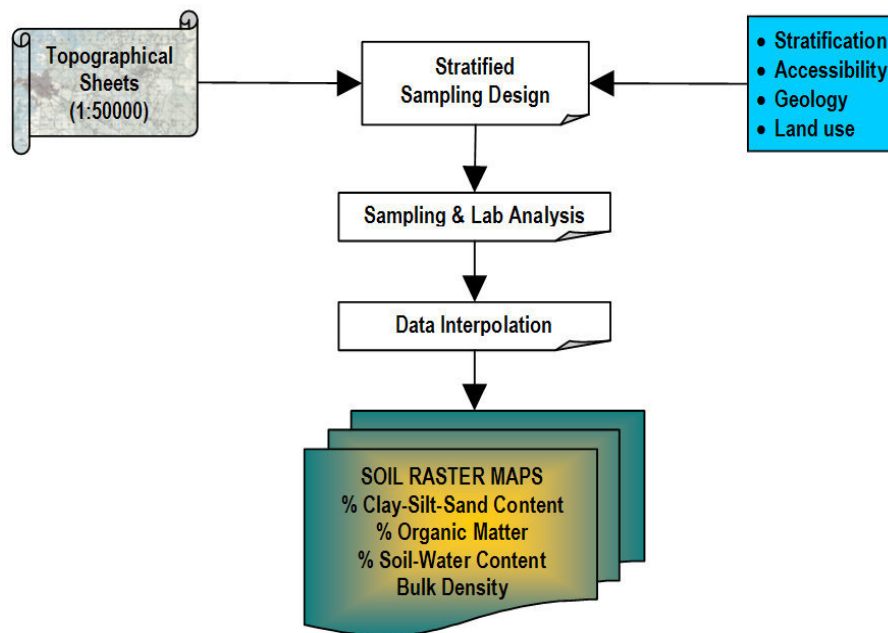 Topographical
Sheets
(1:50000)
Stratified
Sampling Design
• Stratification
• Accessibility
• Geology
• Land use
Sampling & Lab Analysis
Data Interpolation
SOIL RASTER MAPS
% Clay-Silt-Sand Content
% Organic Matter
% Soil-Water Content
Bulk Density